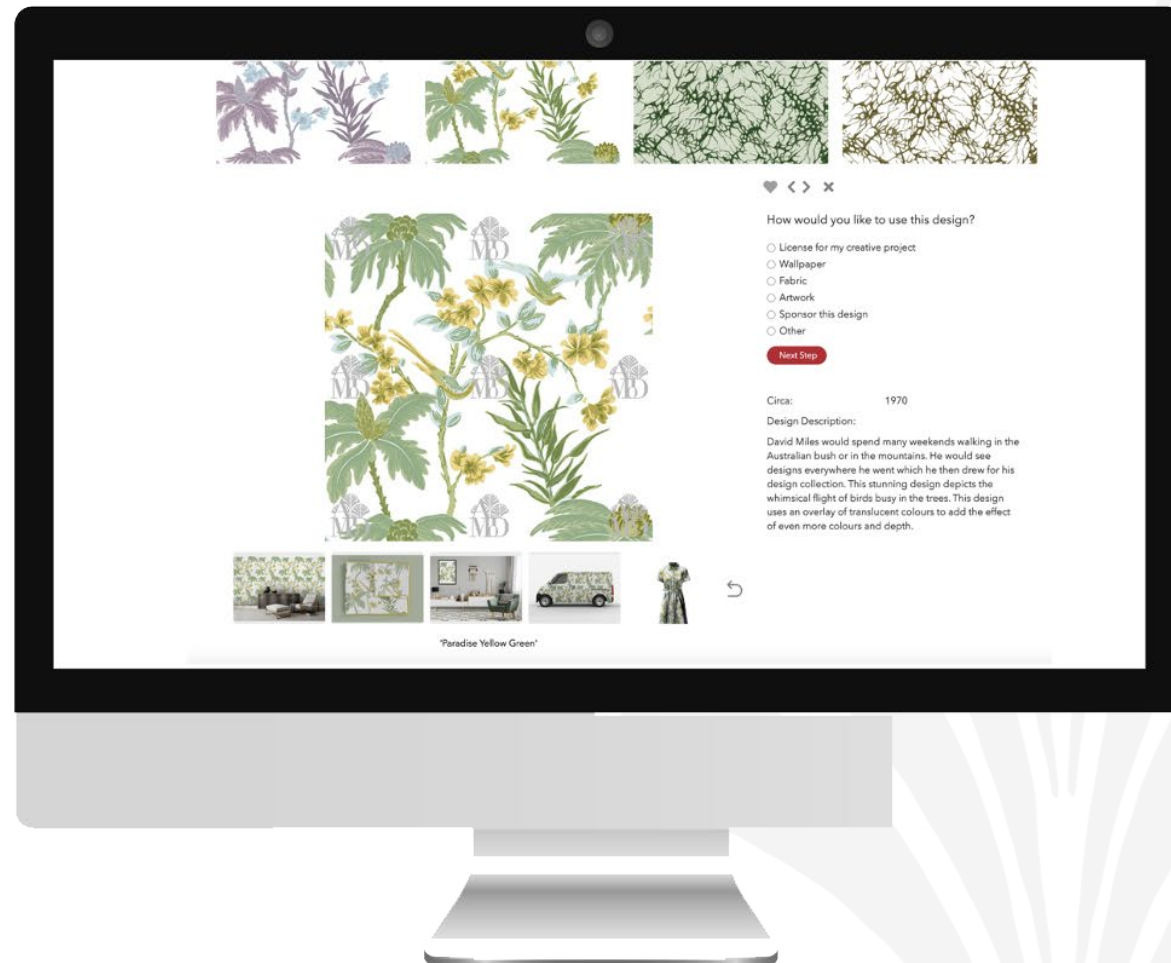 How would you like to use this design?
License for my creative project
Wallpaper
Fabric
Artwork
Sponsor this design
Other
Next Step
Circa: 1970
Design Description:
David Miles would spend many weekends walking in the
Australian bush or in the mountains. He would see
designs everywhere he went which he then drew for his
design collection. This stunning design depicts the
whimsical flight of birds busy in the trees. This design
uses an overlay of translucent colours to add the effect
of even more colours and depth.
'Paradise Yellow Green'